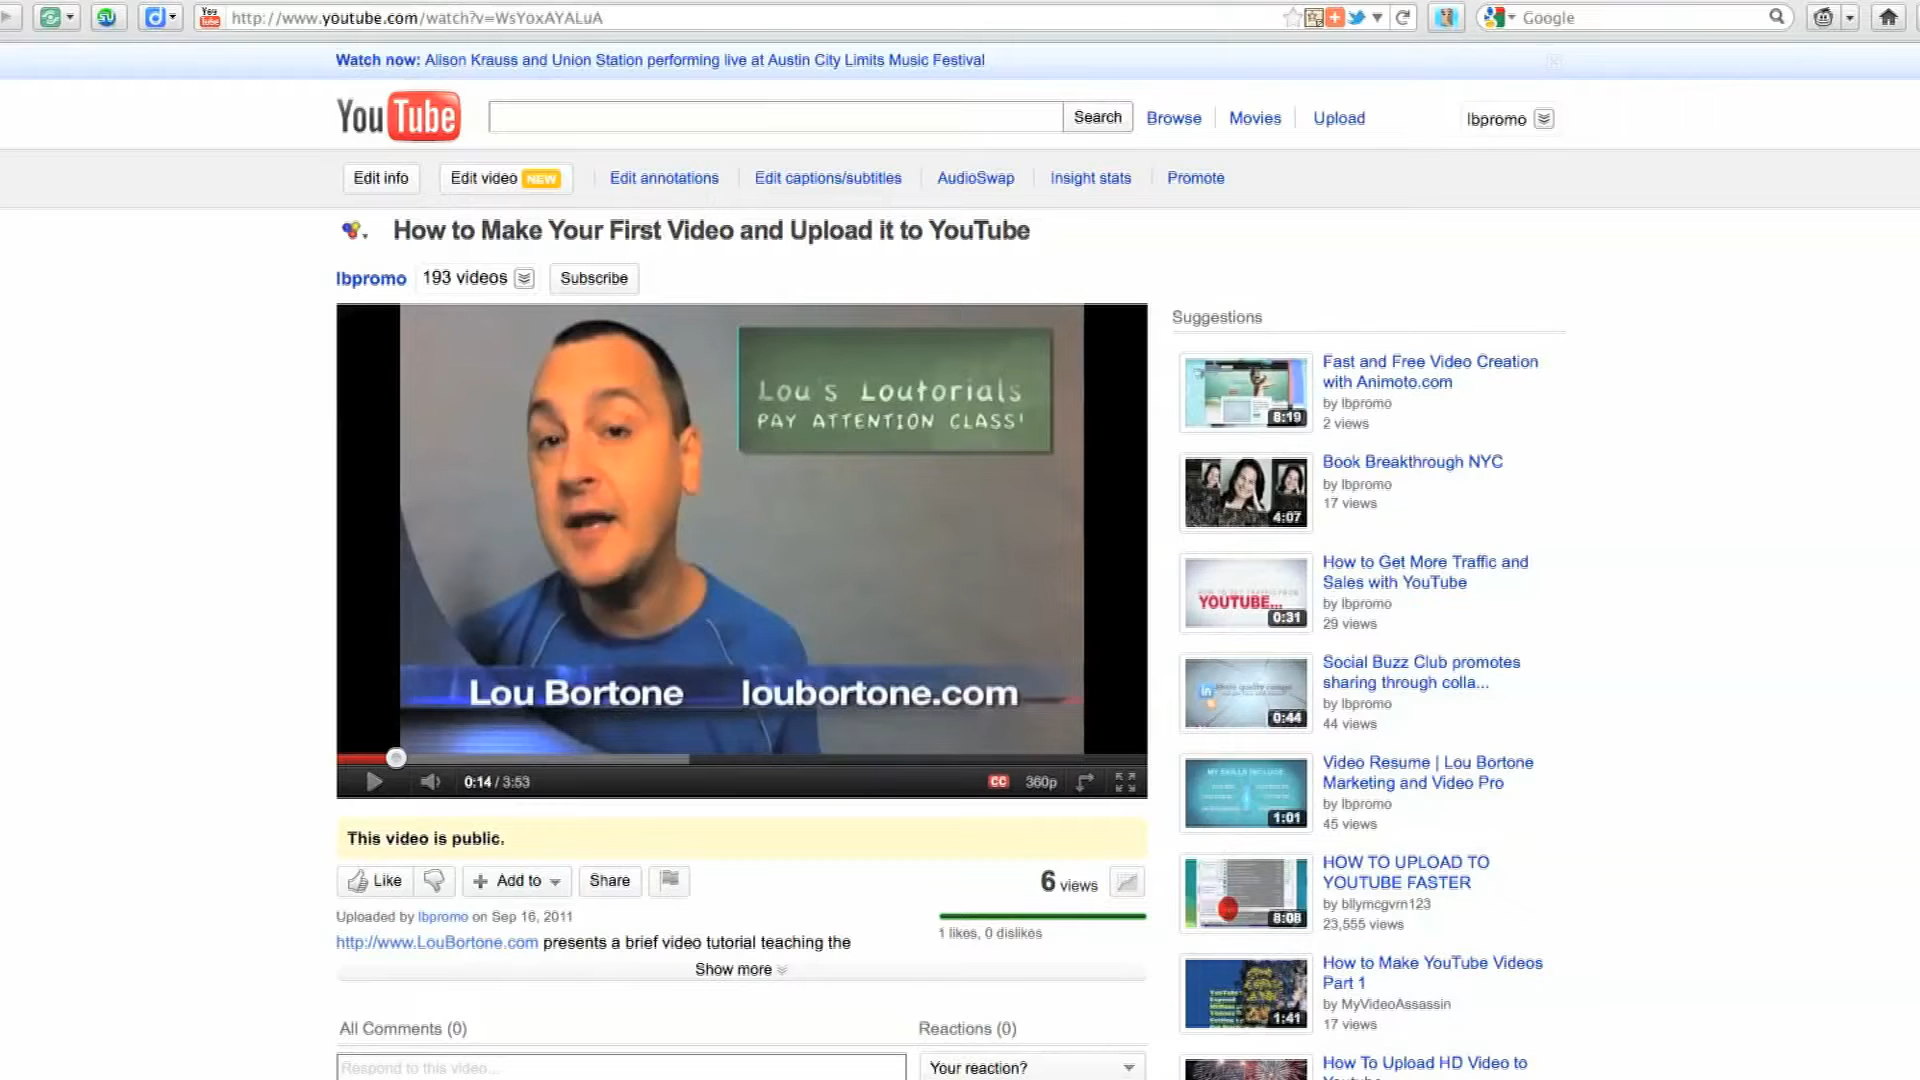 http://www.youtube.com/watch?v=WsYoxAYALuA
Google
Watch now: Alison Krauss and Union Station performing live at Austin City Limits Music Festival
YouTube
Search
Browse
Movies
Upload
lbpromo
Edit info
Edit video NEW
Edit annotations
Edit captions/subtitles
AudioSwap
Insight stats
Promote
How to Make Your First Video and Upload it to YouTube
lbpromo
193 videos
Subscribe
Lou's Loutorials
PAY ATTENTION CLASS!
Lou Bortone
loubortone.com
0:14 / 3:53
CC
360p
This video is public.
Like
Add to
Share
6 views
Uploaded by lbpromo on Sep 16, 2011
1 likes, 0 dislikes
http://www.LouBortone.com presents a brief video tutorial teaching the
Show more
All Comments (0)
Respond to this video...
Reactions (0)
Your reaction?
Suggestions
8:19
Fast and Free Video Creation
with Animoto.com
by lbpromo
2 views
4:07
Book Breakthrough NYC
by lbpromo
17 views
YOUTUBE...
0:31
How to Get More Traffic and
Sales with YouTube
by lbpromo
29 views
in
0:44
Social Buzz Club promotes
sharing through colla...
by lbpromo
44 views
MY SKILLS INCLUDE
1:01
Video Resume | Lou Bortone
Marketing and Video Pro
by lbpromo
45 views
8:08
HOW TO UPLOAD TO
YOUTUBE FASTER
by bllymcgvrn123
23,555 views
1:41
How to Make YouTube Videos
Part 1
by MyVideoAssassin
17 views
How To Upload HD Video to